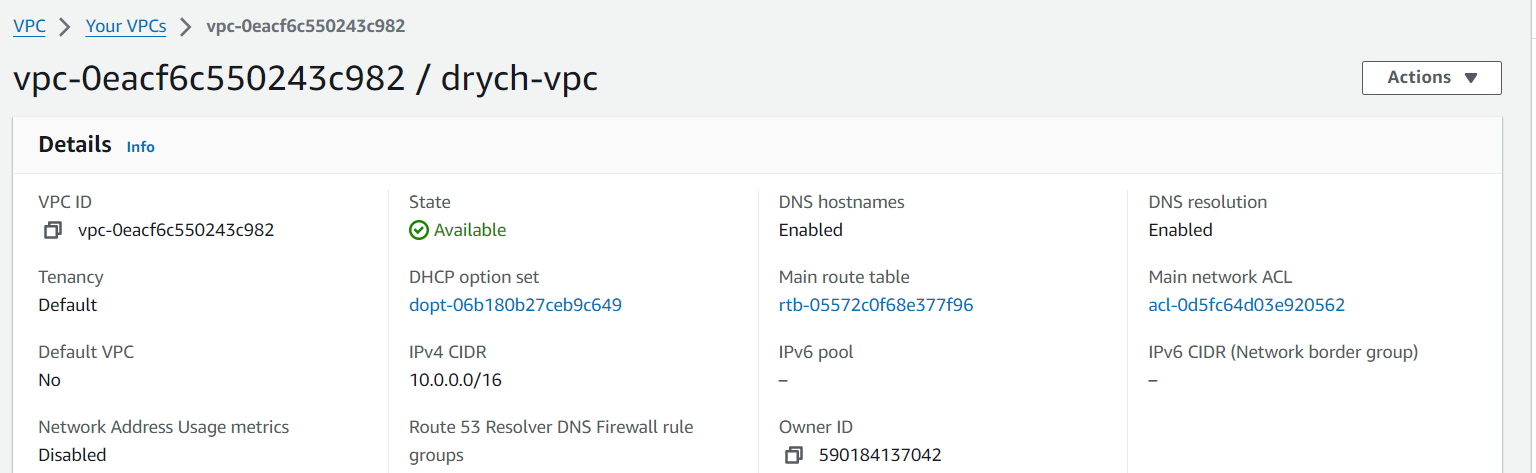 VPC > Your VPCs > vpc-0eacf6c550243c982
vpc-0eacf6c550243c982 / drych-vpc
Actions
Details Info
VPC ID
vpc-0eacf6c550243c982
State
Available
DNS hostnames
Enabled
DNS resolution
Enabled
Tenancy
Default
DHCP option set
dopt-06b180b27ceb9c649
Main route table
rtb-05572c0f68e377f96
Main network ACL
acl-0d5fc64d03e920562
Default VPC
No
IPv4 CIDR
10.0.0.0/16
IPv6 pool
–
IPv6 CIDR (Network border group)
–
Network Address Usage metrics
Disabled
Route 53 Resolver DNS Firewall rule
groups
Owner ID
590184137042